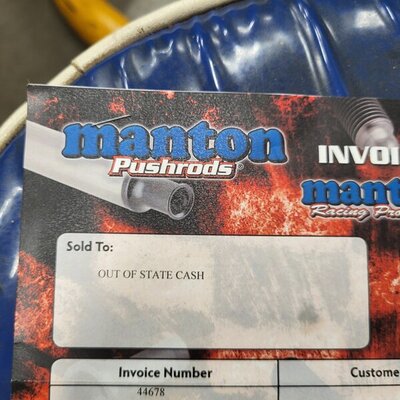 manton
Pushrods®
INVOI
mant
Racing Pro
Sold To:
OUT OF STATE CASH
Invoice Number
Custome
44678